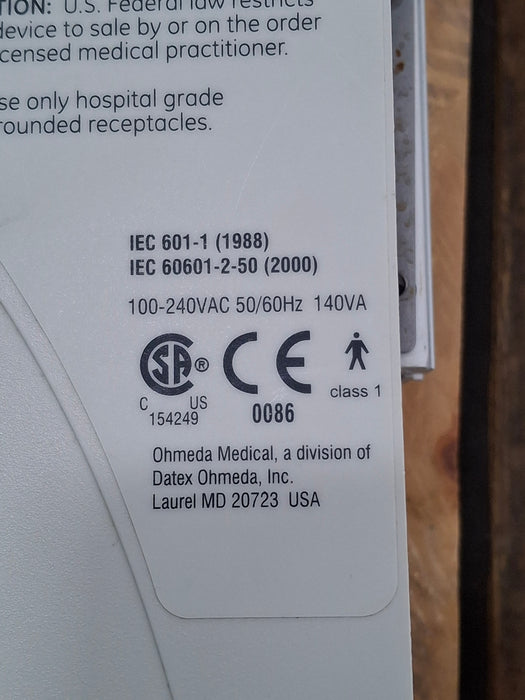 TION: U.S. Federal law restricts
device to sale by or on the order
censed medical practitioner.
se only hospital grade
rounded receptacles.
IEC 601-1 (1988)
IEC 60601-2-50 (2000)
100-240VAC 50/60Hz 140VA
SA® CE
C US
154249
0086
class 1
Ohmeda Medical, a division of
Datex Ohmeda, Inc.
Laurel MD 20723 USA